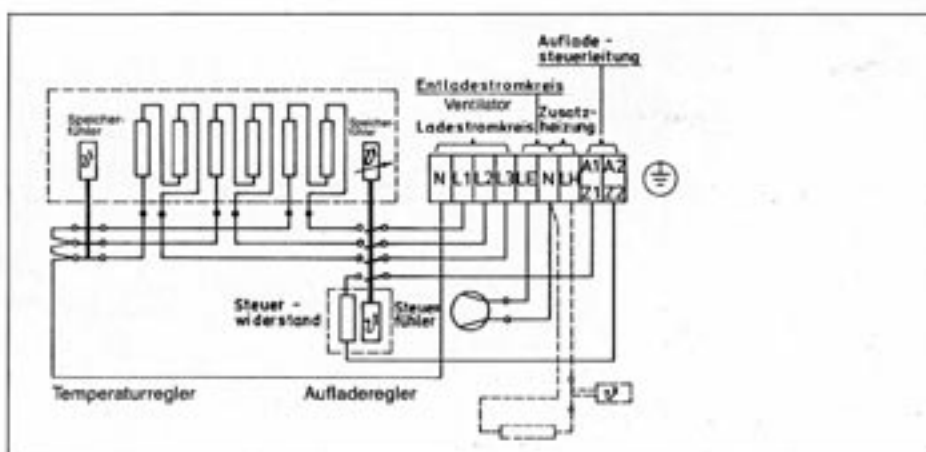 Auflade -
steuerleitung
Entladestromkreis
Ventilator
Zusatz-
heizung
Ladestromkreis
Speicher-
fühler
Speicher-
fühler
N L1 L2 L3 LE N LH A1 A2
Z1 Z2
Steuer -
widerstand
Steuer
fühler
Temperaturregler
Aufladeregler